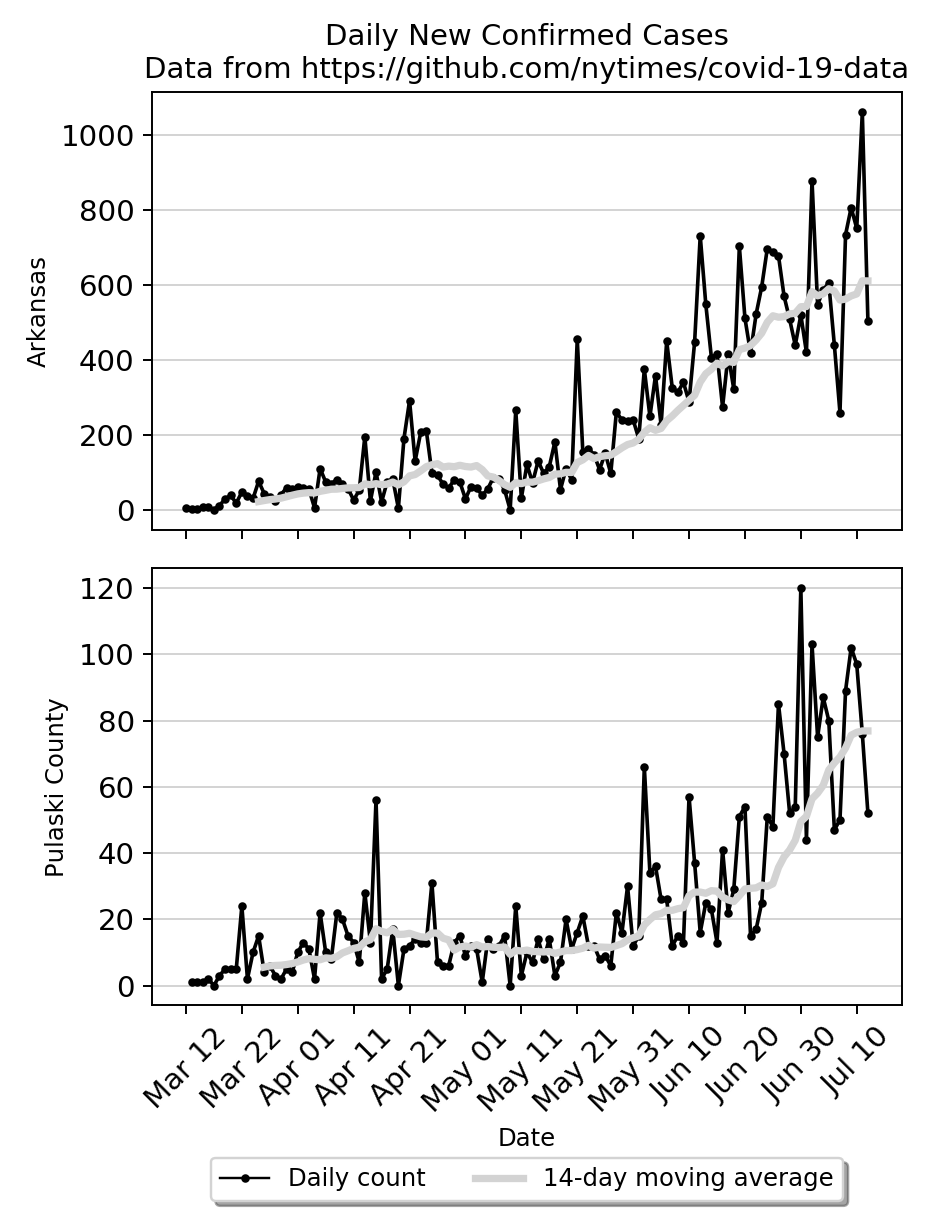 Daily New Confirmed Cases
Data from https://github.com/nytimes/covid-19-data
Arkansas
1000
800
600
400
200
0
Pulaski County
120
100
80
60
40
20
0
Mar 12
Mar 22
Apr 01
Apr 11
Apr 21
May 01
May 11
May 21
May 31
Jun 10
Jun 20
Jun 30
Jul 10
Date
Daily count
14-day moving average